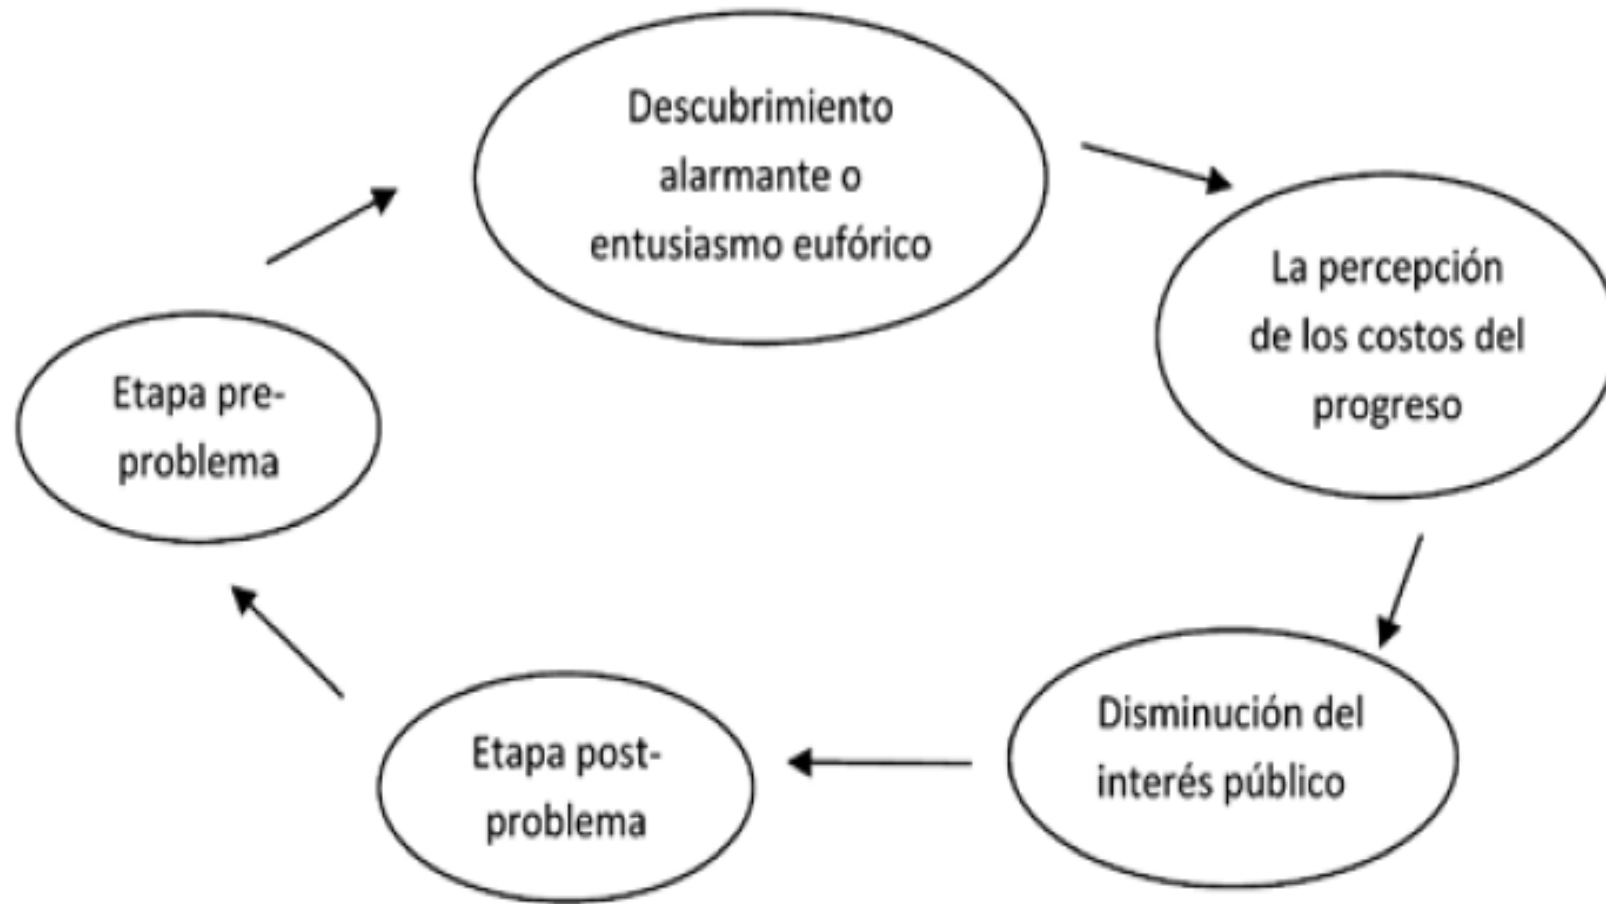 Descubrimiento
alarmante o
entusiasmo eufórico
La percepción
de los costos del
progreso
Etapa pre-
problema
Disminución del
interés público
Etapa post-
problema